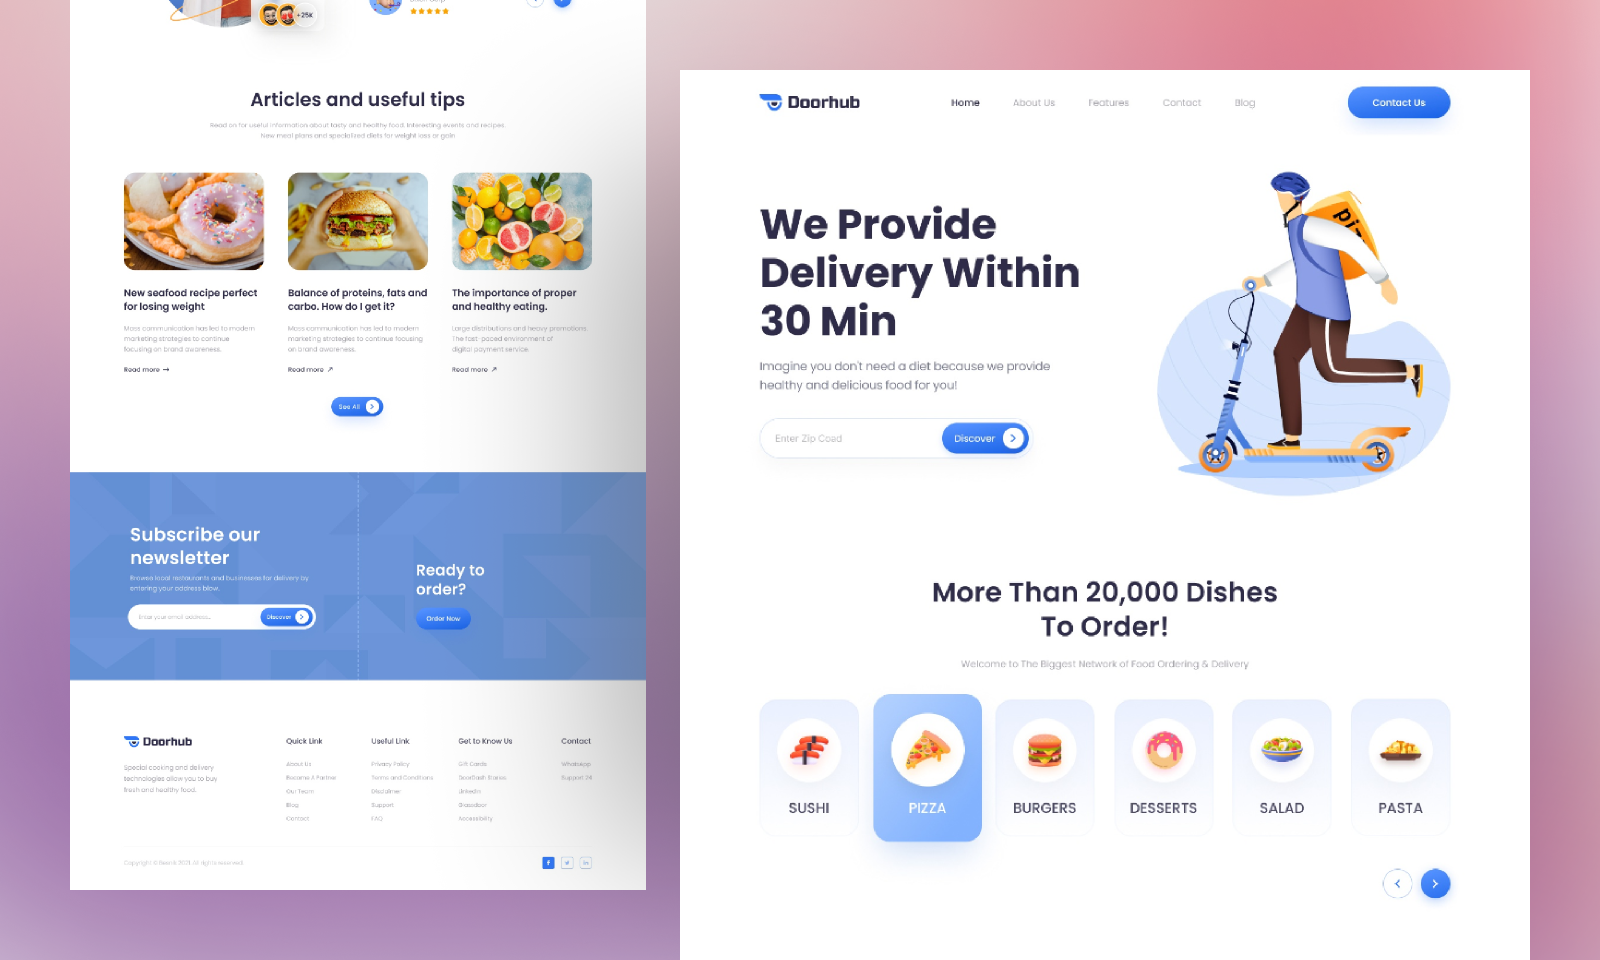 +25K
Articles and useful tips
Read on for useful information about tasty and healthy food. Interesting events and recipes.
New meal plans and specialized diets for weight loss or gain
New seafood recipe perfect
for losing weight
Mass communication has led to modern
marketing strategies to continue
focusing on brand awareness.
Read more
Balance of proteins, fats and
carbo. How do I get it?
Mass communication has led to modern
marketing strategies to continue focusing
on brand awareness.
Read more
The importance of proper
and healthy eating.
Large distributions and heavy promotions
The fast-paced environment of
digital payment service.
Read more
See All
Subscribe our
newsletter
Browse local restaurants and businesses for delivery by
entering your address blow.
Enter your email address...
Discover
Ready to
order?
Order Now
Doorhub
Special cooking and delivery
technologies allow you to buy
fresh and healthy food.
Quick Link
About Us
Become A Partner
Our Team
Blog
Contact
Useful Link
Privacy Policy
Terms and Conditions
Disclaimer
Support
FAQ
Get to Know Us
Gift Cards
DoorDash Stories
LinkedIn
Glassdoor
Accessibility
Contact
WhatsApp
Support 24
All rights reserved.
Doorhub
Home
About Us
Features
Contact
Blog
Contact Us
We Provide
Delivery Within
30 Min
Imagine you don't need a diet because we provide
healthy and delicious food for you!
Enter Zip Coad
Discover
More Than 20,000 Dishes
To Order!
Welcome to The Biggest Network of Food Ordering & Delivery
SUSHI
PIZZA
BURGERS
DESSERTS
SALAD
PASTA